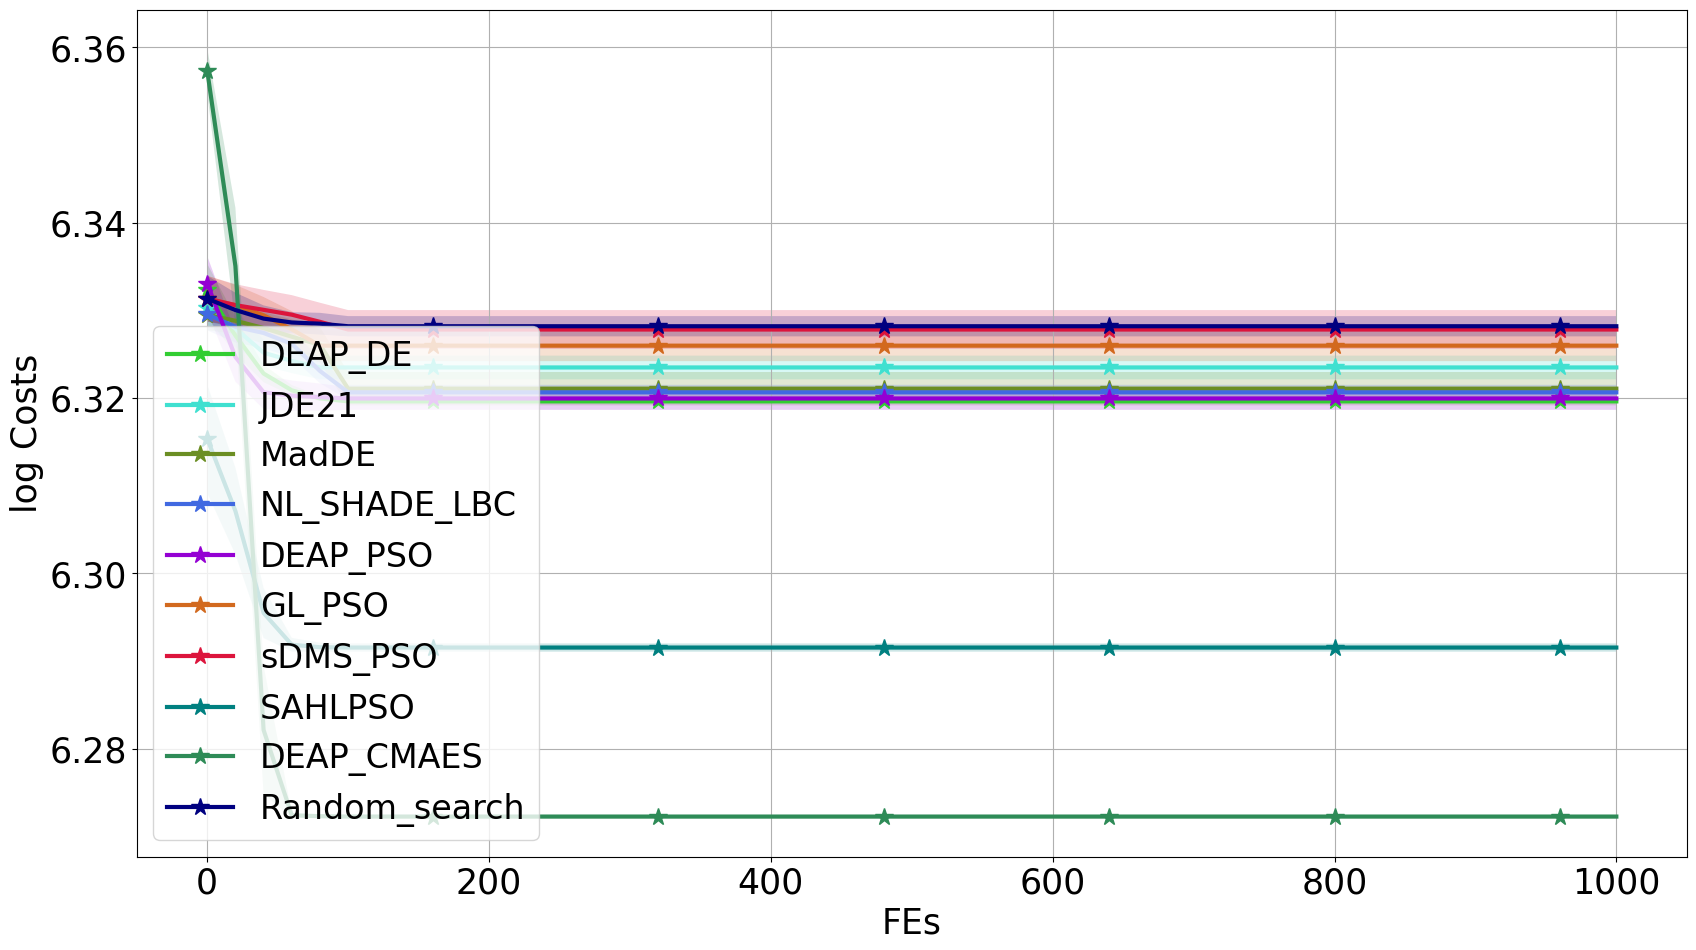 6.36
6.34
6.32
6.30
6.28
log Costs
DEAP_DE
JDE21
MadDE
NL_SHADE_LBC
DEAP_PSO
GL_PSO
sDMS_PSO
SAHLPSO
DEAP_CMAES
Random_search
0 200 400 600 800 1000
FEs